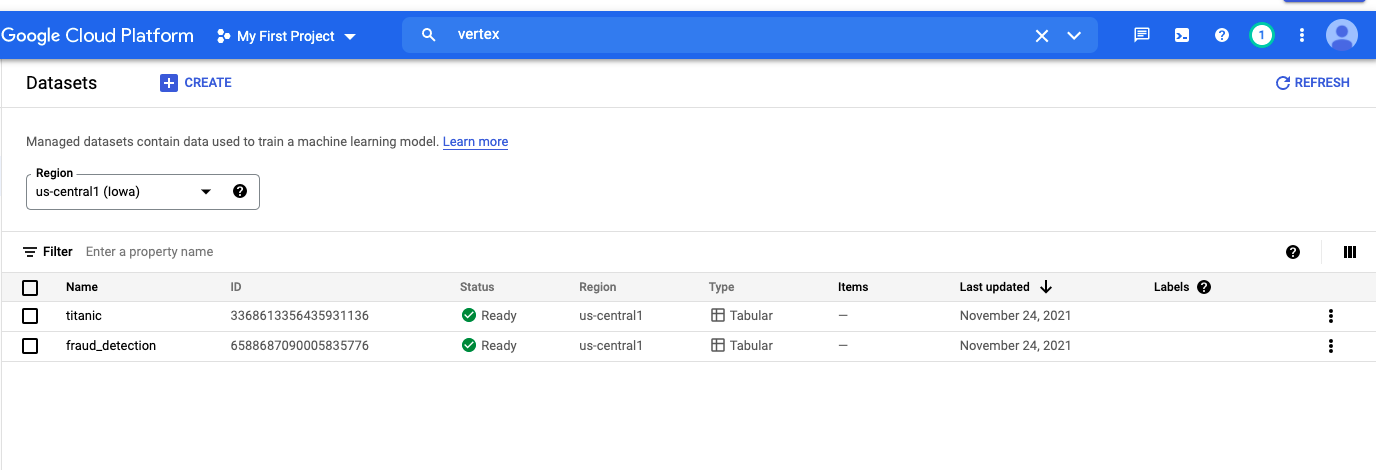 Google Cloud Platform My First Project vertex 1
Datasets CREATE REFRESH
Managed datasets contain data used to train a machine learning model. Learn more
Region
us-central1 (Iowa)
Filter Enter a property name
Name ID Status Region Type Items Last updated Labels
titanic 3368613356435931136 Ready us-central1 Tabular — November 24, 2021
fraud_detection 6588687090005835776 Ready us-central1 Tabular — November 24, 2021